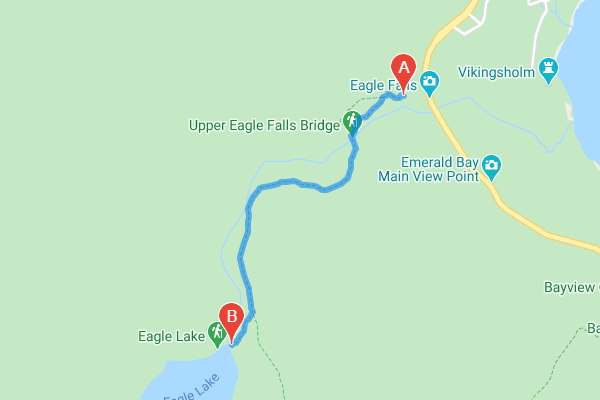 A
Eagle Falls
Vikingsholm
Upper Eagle Falls Bridge
Emerald Bay
Main View Point
Bayview
B
Eagle Lake
Eagle Lake